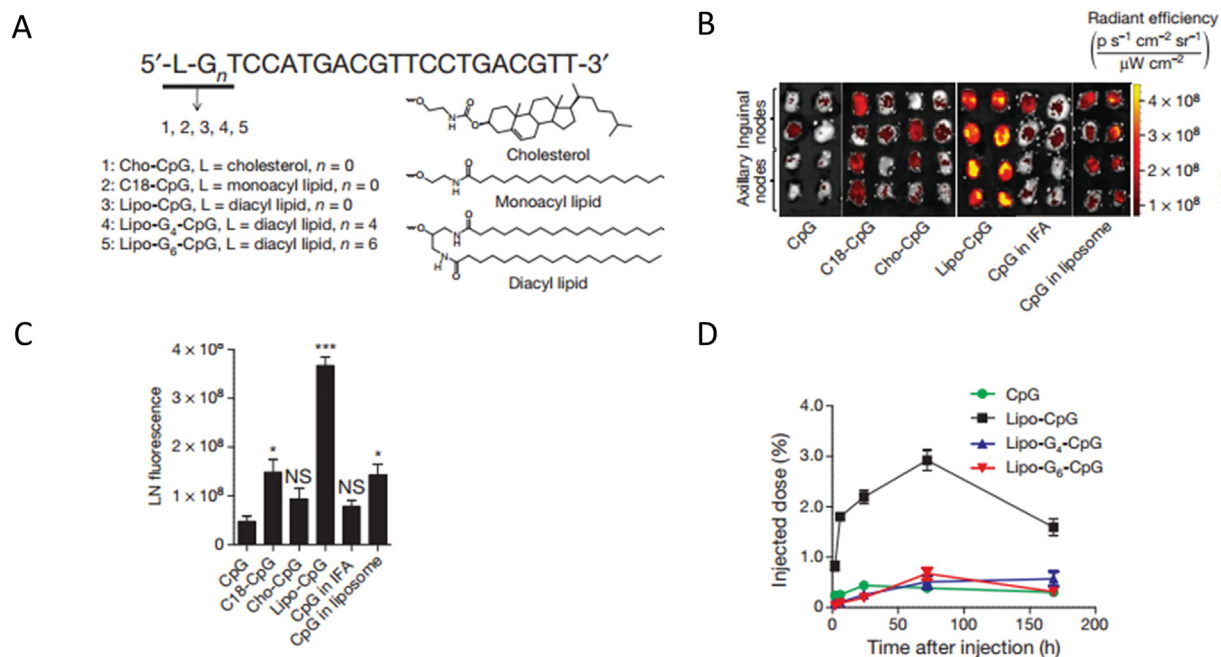 A
5′-L-GnTCCATGACGTTCCTGACGTT-3′
1, 2, 3, 4, 5
1: Cho-CpG, L = cholesterol, n = 0
2: C18-CpG, L = monoacyl lipid, n = 0
3: Lipo-CpG, L = diacyl lipid, n = 0
4: Lipo-G4-CpG, L = diacyl lipid, n = 4
5: Lipo-G6-CpG, L = diacyl lipid, n = 6
O
N
H
O
O
Cholesterol
O
N
H
O
Monoacyl lipid
O
H
N
O
H
N
O
Diacyl lipid
B
Radiant efficiency
(p s⁻¹ cm⁻² sr⁻¹
µW cm⁻²)
Axillary nodes
Inguinal nodes
4 × 10⁸
3 × 10⁸
2 × 10⁸
1 × 10⁸
CpG
C18-CpG
Cho-CpG
Lipo-CpG
CpG in IFA
CpG in liposome
C
LN fluorescence
4 × 10⁸
3 × 10⁸
2 × 10⁸
1 × 10⁸
0
*
NS
***
NS
*
CpG
C18-CpG
Cho-CpG
Lipo-CpG
CpG in IFA
CpG in liposome
D
CpG
Lipo-CpG
Lipo-G4-CpG
Lipo-G6-CpG
Injected dose (%)
4.0
3.0
2.0
1.0
0
0
50
100
150
200
Time after injection (h)